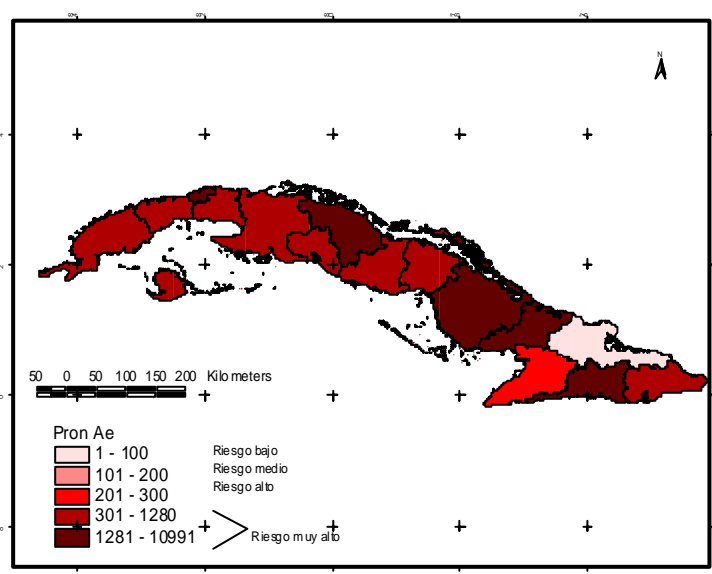 N
50 0 50 100 150 200 Kilometers
Pron Ae
1 - 100 Riesgo bajo
101 - 200 Riesgo medio
201 - 300 Riesgo alto
301 - 1280
1281 - 10991 Riesgo muy alto